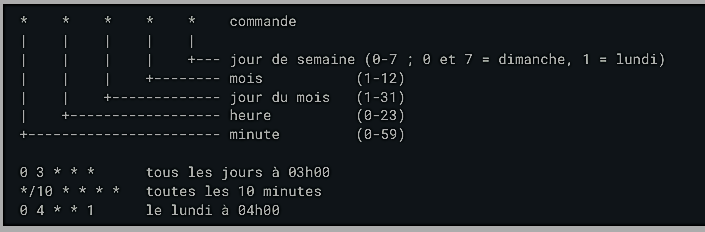 *    *    *    *    *    commande
|    |    |    |    |
|    |    |    |    +--- jour de semaine (0-7 ; 0 et 7 = dimanche, 1 = lundi)
|    |    |    +-------- mois           (1-12)
|    |    +------------- jour du mois   (1-31)
|    +------------------ heure          (0-23)
+----------------------- minute         (0-59)
0 3 * * *      tous les jours à 03h00
*/10 * * * *   toutes les 10 minutes
0 4 * * 1      le lundi à 04h00